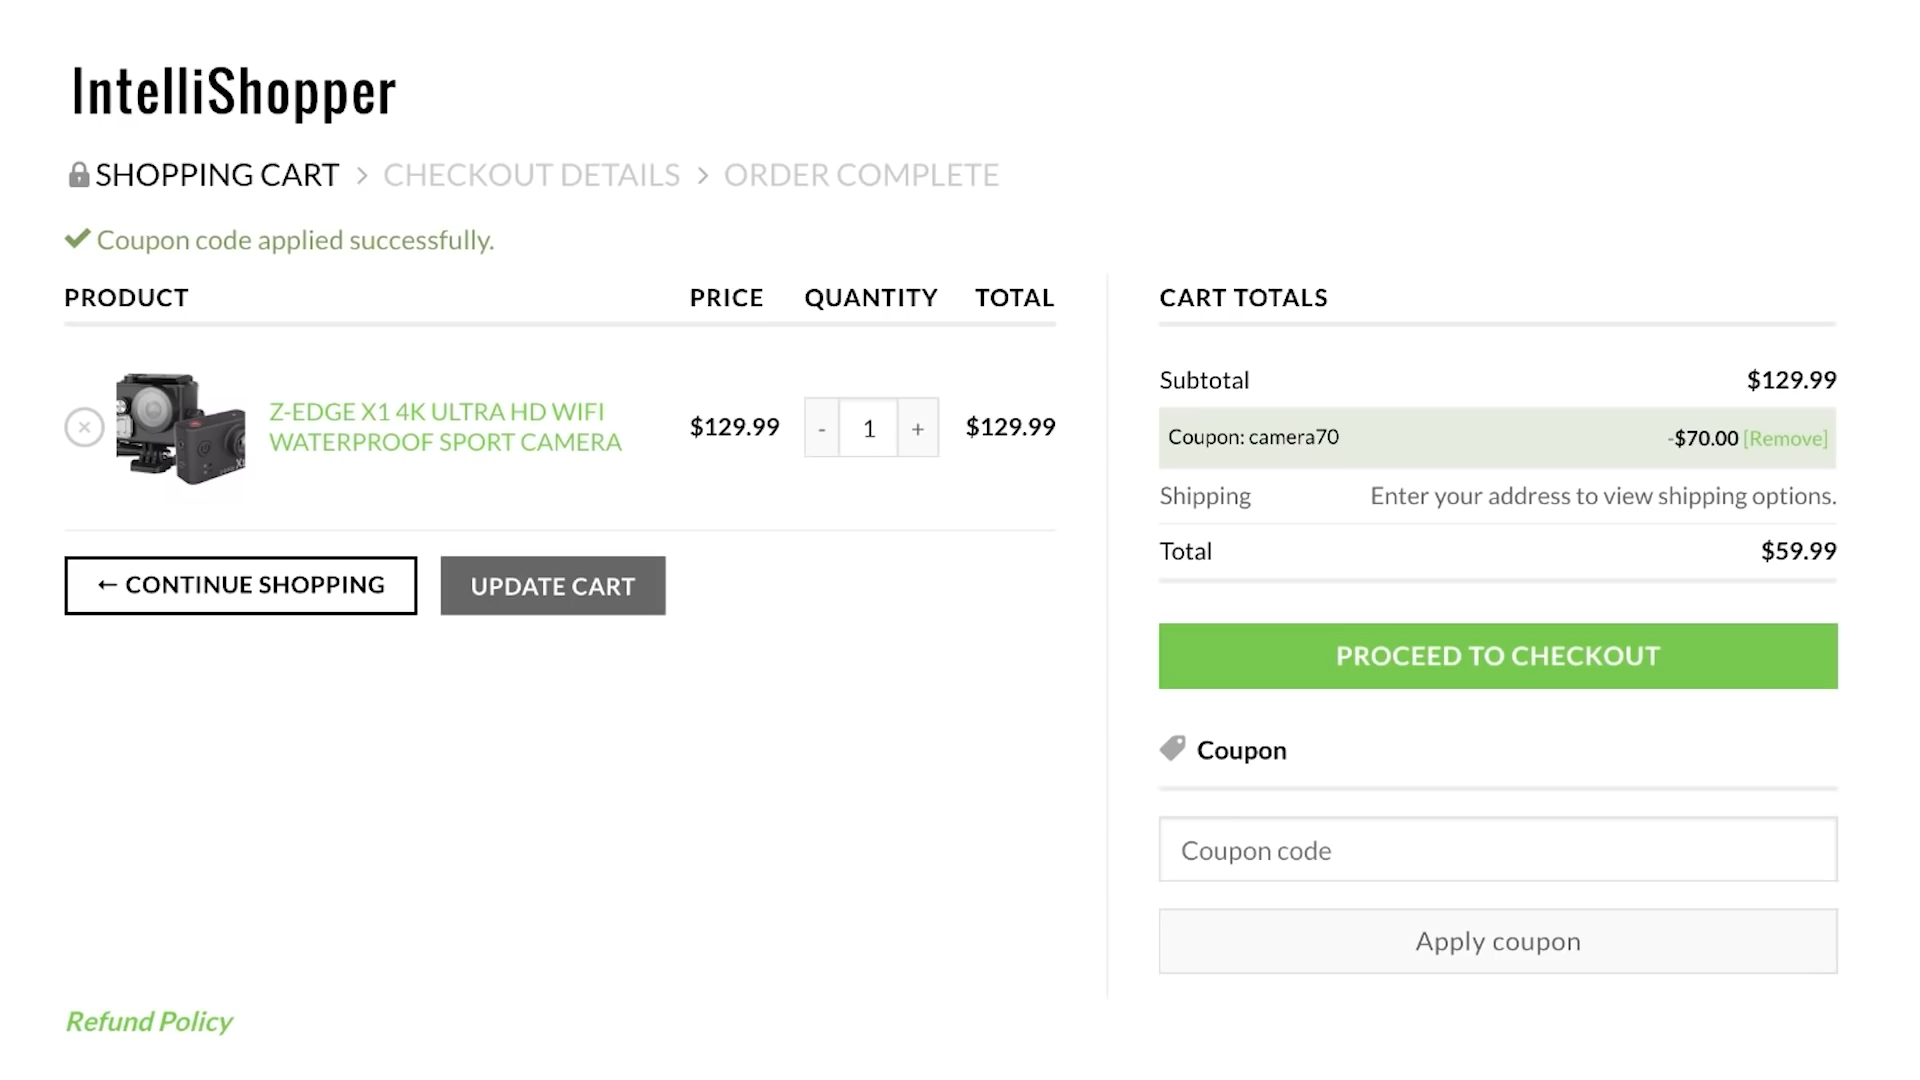 IntelliShopper
SHOPPING CART > CHECKOUT DETAILS > ORDER COMPLETE
Coupon code applied successfully.
PRODUCT PRICE QUANTITY TOTAL
Z-EDGE X1 4K ULTRA HD WIFI
WATERPROOF SPORT CAMERA
$129.99 - 1 + $129.99
← CONTINUE SHOPPING UPDATE CART
CART TOTALS
Subtotal $129.99
Coupon: camera70 -$70.00 [Remove]
Shipping Enter your address to view shipping options.
Total $59.99
PROCEED TO CHECKOUT
Coupon
Coupon code
Apply coupon
Refund Policy